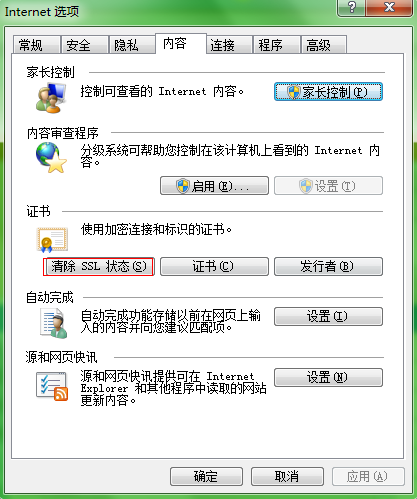 Internet 选项
常规 安全 隐私 内容 连接 程序 高级
家长控制
控制可查看的 Internet 内容。
家长控制(P)
内容审查程序
分级系统可帮助您控制在该计算机上看到的 Internet 内
容。
启用(E)... 设置(T)
证书
使用加密连接和标识的证书。
清除 SSL 状态(S) 证书(C) 发行者(B)
自动完成
自动完成功能存储以前在网页上输
入的内容并向您建议匹配项。
设置(I)
源和网页快讯
源和网页快讯提供可在 Internet
Explorer 和其他程序中读取的网站
更新内容。
设置(N)
确定 取消 应用(A)